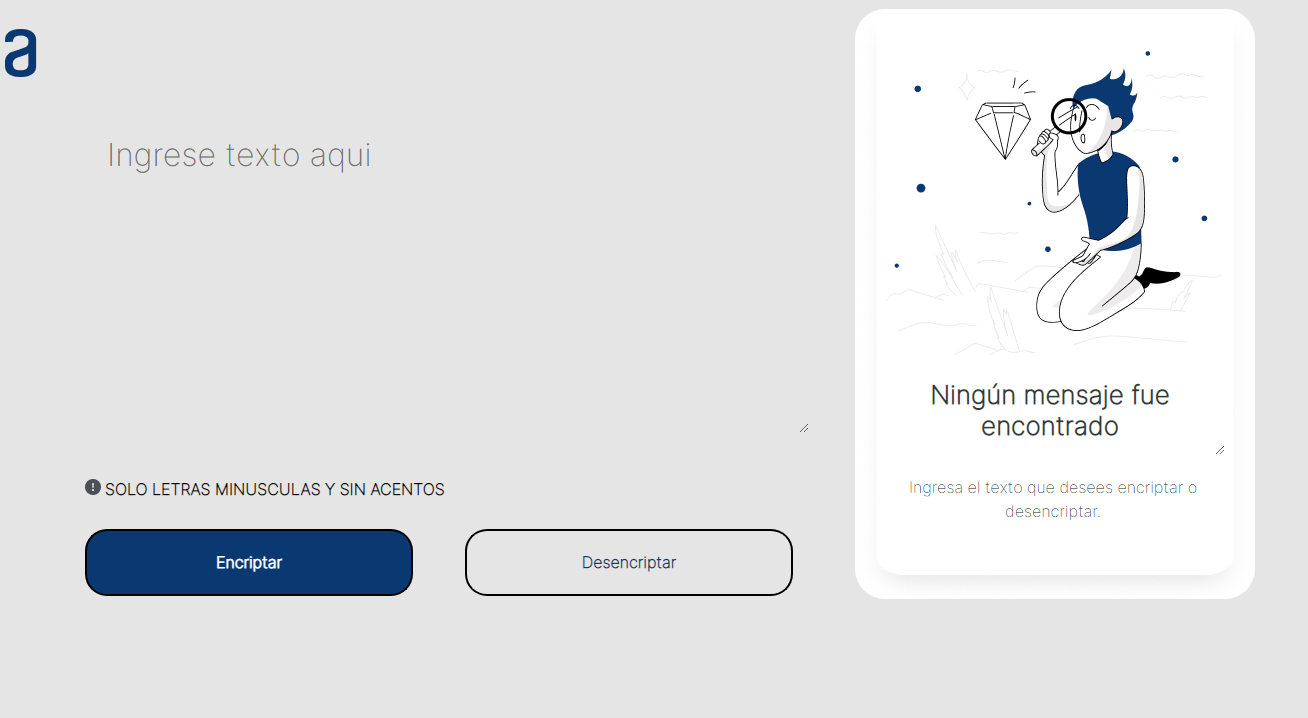 a
Ingrese texto aqui
SOLO LETRAS MINUSCULAS Y SIN ACENTOS
Encriptar
Desencriptar
Ningún mensaje fue
encontrado
Ingresa el texto que desees encriptar o
desencriptar.